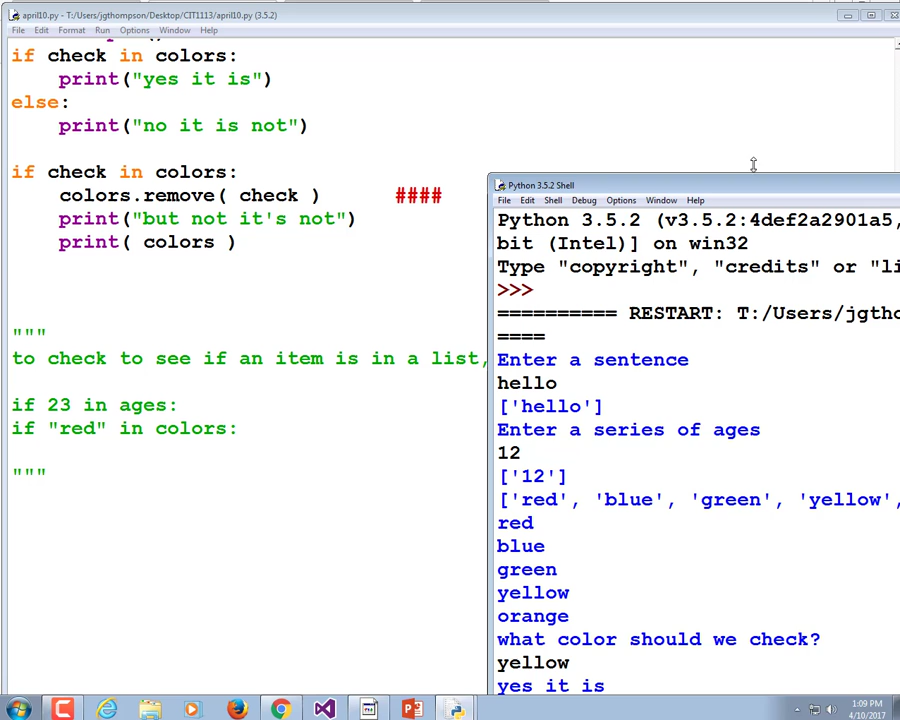 april10.py - T:/Users/jgthompson/Desktop/CIT1113/april10.py (3.5.2)
File Edit Format Run Options Window Help
if check in colors:
print("yes it is")
else:
print("no it is not")
if check in colors:
colors.remove( check ) ####
print("but not it's not")
print( colors )
"""
to check to see if an item is in a list,
if 23 in ages:
if "red" in colors:
"""
Python 3.5.2 Shell
File Edit Shell Debug Options Window Help
Python 3.5.2 (v3.5.2:4def2a2901a5,
bit (Intel)] on win32
Type "copyright", "credits" or "li
>>>
========== RESTART: T:/Users/jgtho
====
Enter a sentence
hello
['hello']
Enter a series of ages
12
['12']
['red', 'blue', 'green', 'yellow',
red
blue
green
yellow
orange
what color should we check?
yellow
yes it is
1:09 PM
4/10/2017